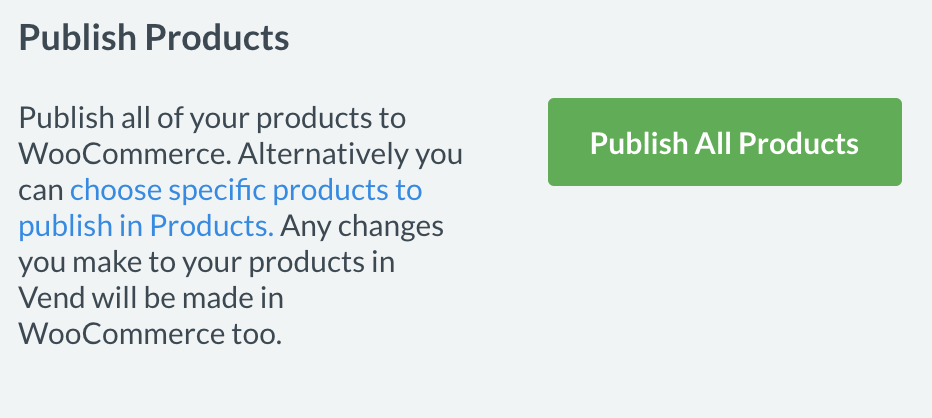 Publish Products
Publish all of your products to
WooCommerce. Alternatively you
can choose specific products to
publish in Products. Any changes
you make to your products in
Vend will be made in
WooCommerce too.
Publish All Products